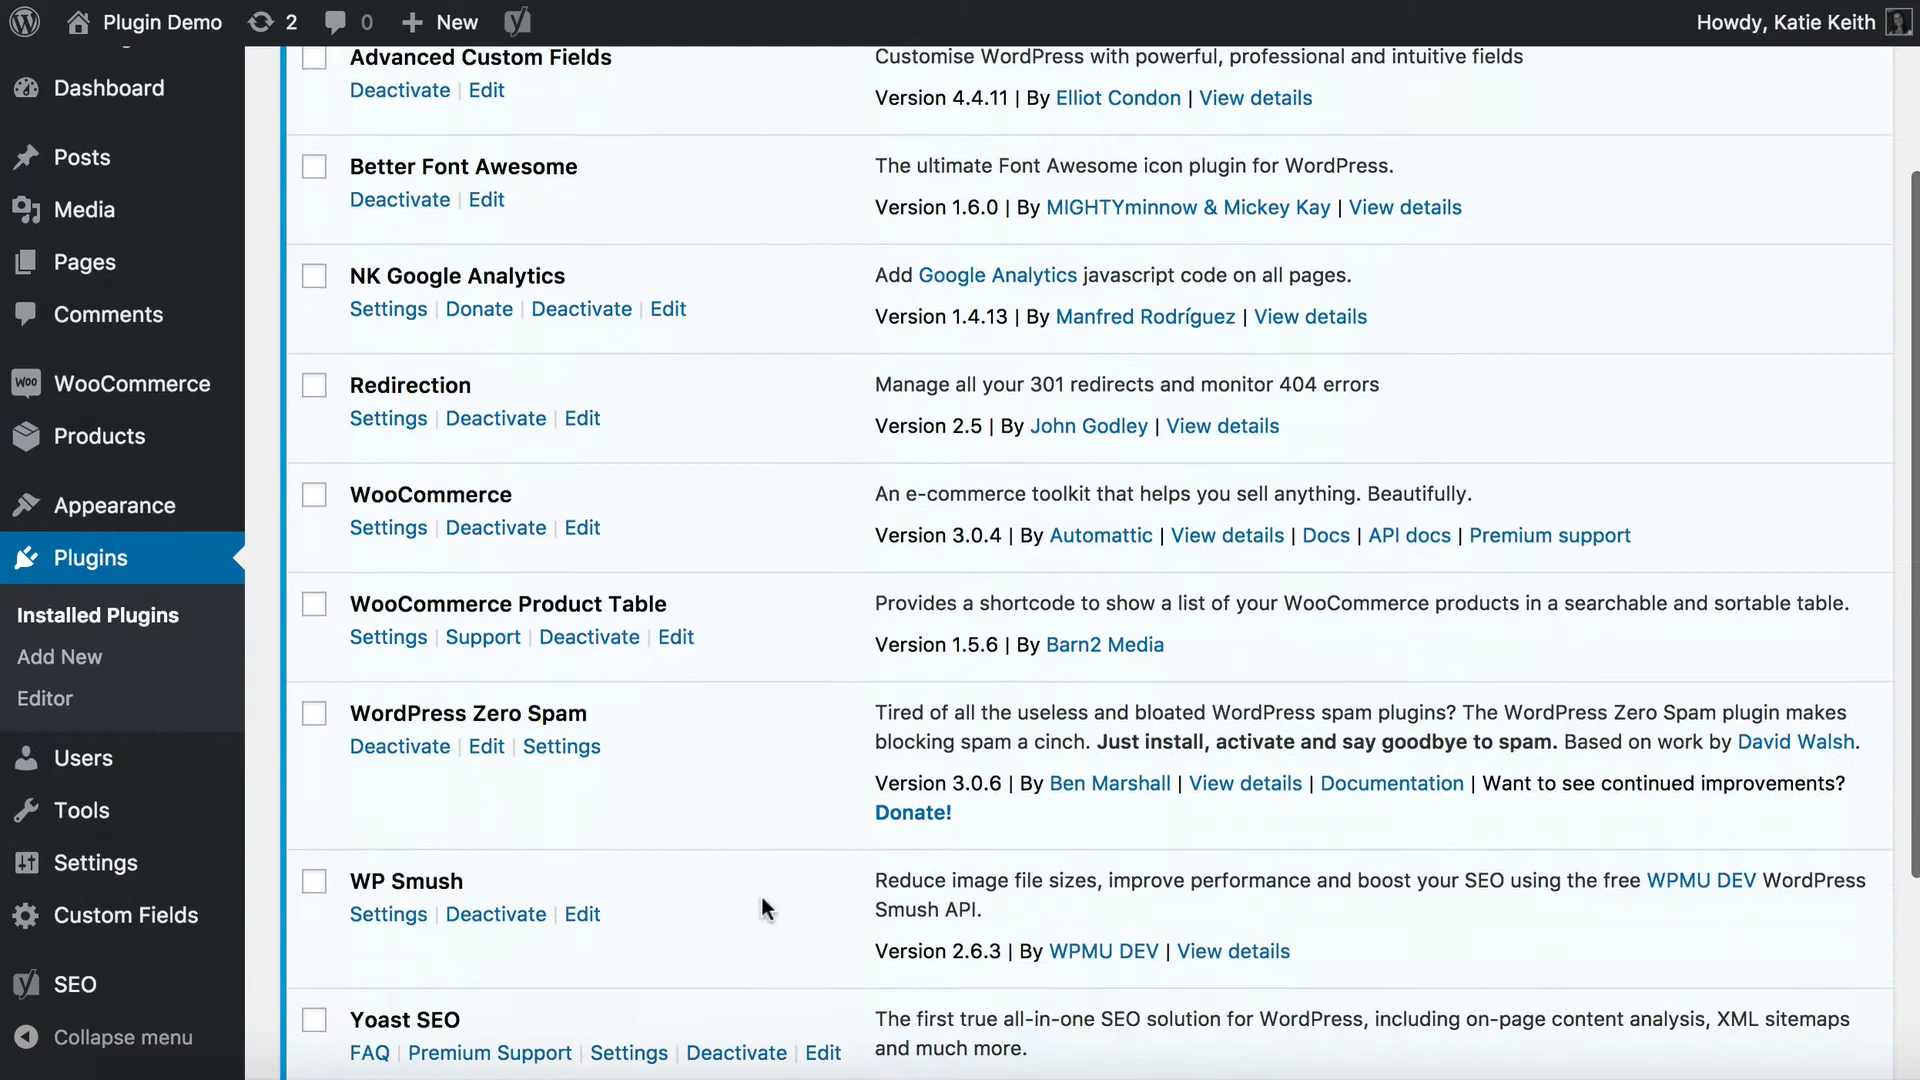 Plugin Demo 2 0 New Howdy, Katie Keith
Dashboard
Posts
Media
Pages
Comments
WOO WooCommerce
Products
Appearance
Plugins
Installed Plugins
Add New
Editor
Users
Tools
Settings
Custom Fields
SEO
Collapse menu
Advanced Custom Fields
Deactivate | Edit
Customise WordPress with powerful, professional and intuitive fields
Version 4.4.11 | By Elliot Condon | View details
Better Font Awesome
Deactivate | Edit
The ultimate Font Awesome icon plugin for WordPress.
Version 1.6.0 | By MIGHTYminnow & Mickey Kay | View details
NK Google Analytics
Settings | Donate | Deactivate | Edit
Add Google Analytics javascript code on all pages.
Version 1.4.13 | By Manfred Rodríguez | View details
Redirection
Settings | Deactivate | Edit
Manage all your 301 redirects and monitor 404 errors
Version 2.5 | By John Godley | View details
WooCommerce
Settings | Deactivate | Edit
An e-commerce toolkit that helps you sell anything. Beautifully.
Version 3.0.4 | By Automattic | View details | Docs | API docs | Premium support
WooCommerce Product Table
Settings | Support | Deactivate | Edit
Provides a shortcode to show a list of your WooCommerce products in a searchable and sortable table.
Version 1.5.6 | By Barn2 Media
WordPress Zero Spam
Deactivate | Edit | Settings
Tired of all the useless and bloated WordPress spam plugins? The WordPress Zero Spam plugin makes
blocking spam a cinch. Just install, activate and say goodbye to spam. Based on work by David Walsh.
Version 3.0.6 | By Ben Marshall | View details | Documentation | Want to see continued improvements?
Donate!
WP Smush
Settings | Deactivate | Edit
Reduce image file sizes, improve performance and boost your SEO using the free WPMU DEV WordPress
Smush API.
Version 2.6.3 | By WPMU DEV | View details
Yoast SEO
FAQ | Premium Support | Settings | Deactivate | Edit
The first true all-in-one SEO solution for WordPress, including on-page content analysis, XML sitemaps
and much more.